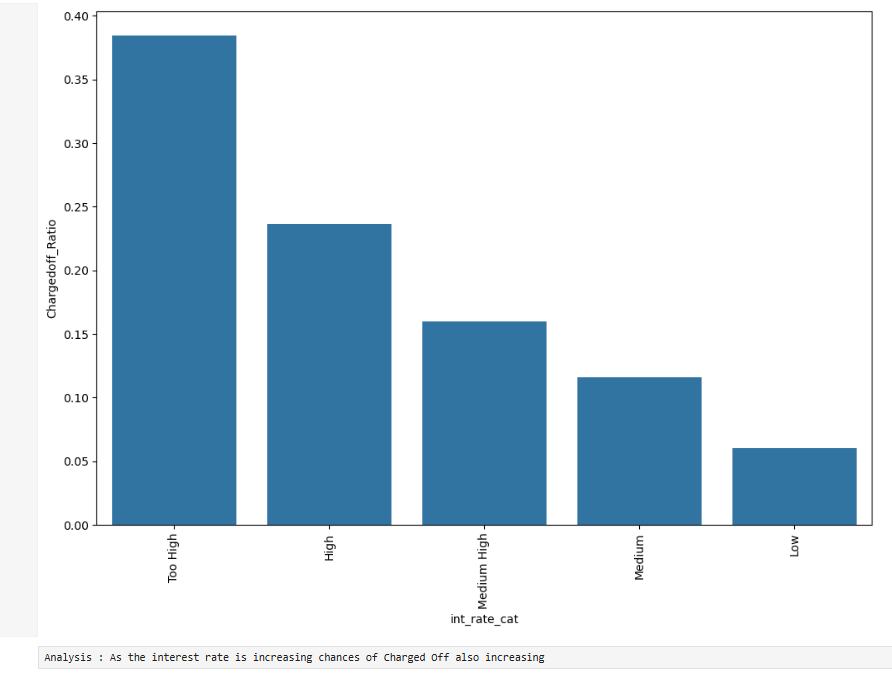 0.40
0.35
0.30
0.25
0.20
0.15
0.10
0.05
0.00
Chargedoff_Ratio
Too High
High
Medium High
Medium
Low
int_rate_cat
Analysis : As the interest rate is increasing chances of Charged Off also increasing